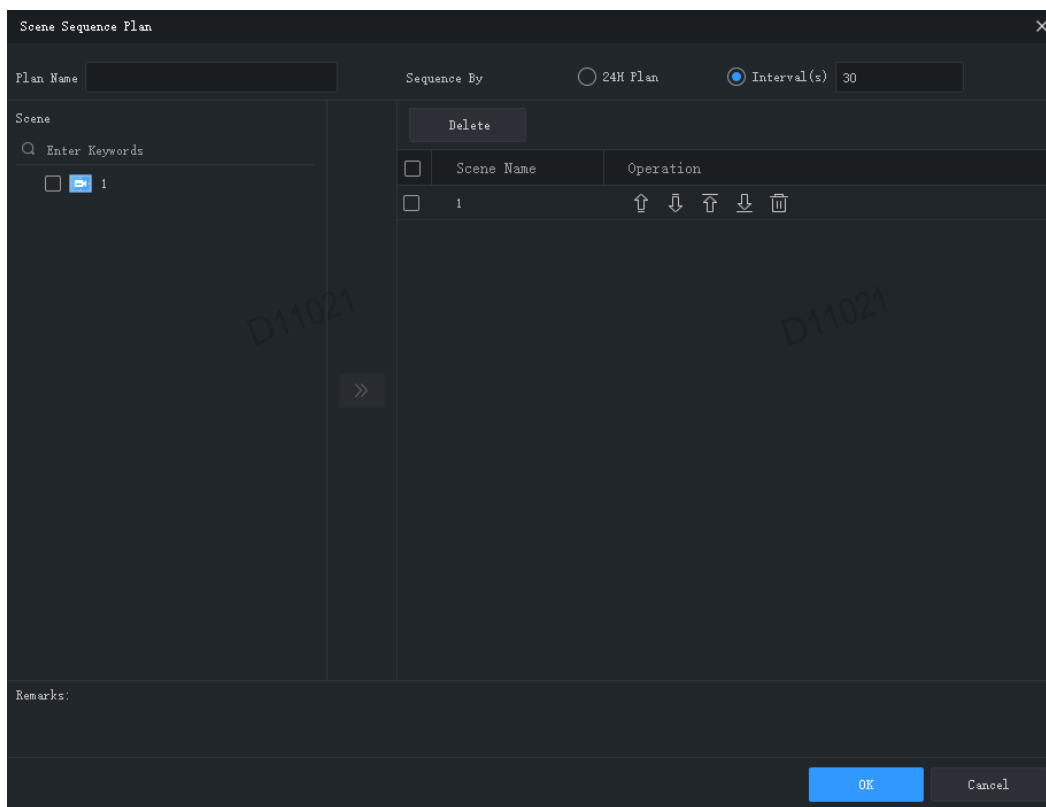 Scene Sequence Plan
Plan Name
Sequence By 24H Plan Interval(s) 30
Scene
Delete
Enter Keywords
Scene Name Operation
1
1
D11021
D11021
Remarks:
OK Cancel